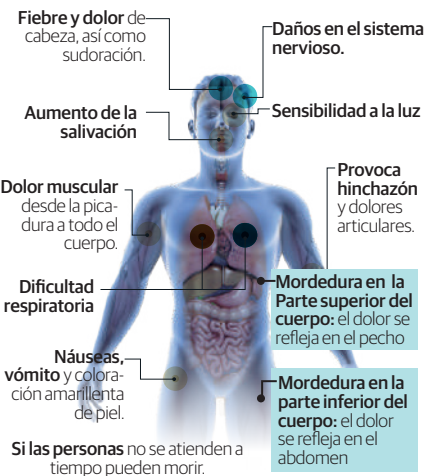 Fiebre y dolor de
cabeza, así como
sudoración.
Daños en el sistema
nervioso.
Aumento de la
salivación
Sensibilidad a la luz
Dolor muscular
desde la pica-
dura a todo el
cuerpo.
Provoca
hinchazón
y dolores
articulares.
Dificultad
respiratoria
Mordedura en la
Parte superior del
cuerpo: el dolor se
refleja en el pecho
Náuseas,
vómito y colora-
ción amarillenta
de piel.
Mordedura en la
parte inferior del
cuerpo: el dolor
se refleja en el
abdomen
Si las personas no se atienden a
tiempo pueden morir.